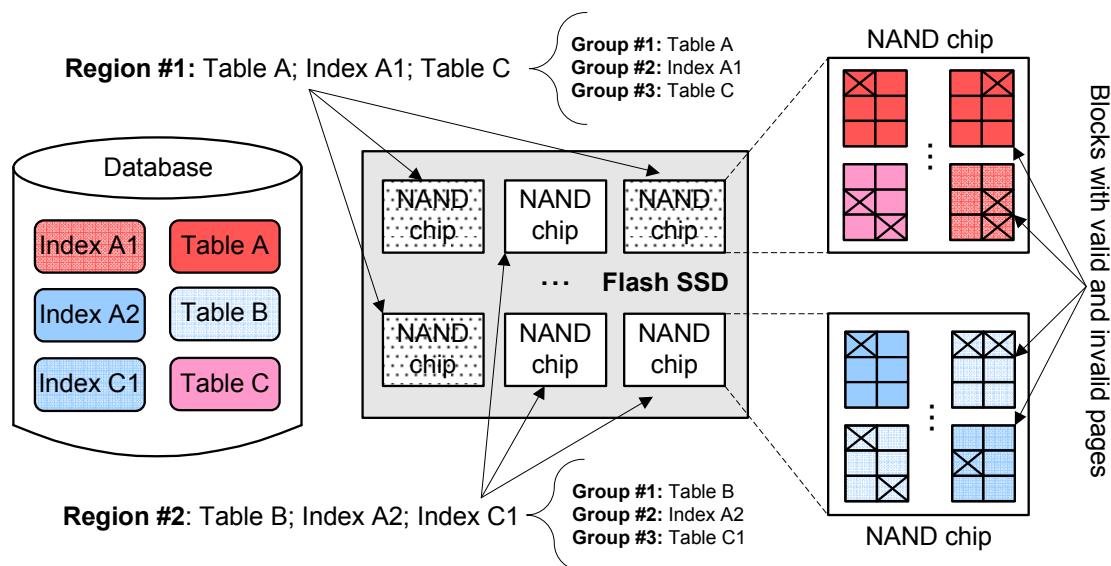 Region #1: Table A; Index A1; Table C
Group #1: Table A
Group #2: Index A1
Group #3: Table C
NAND chip
Database
Index A1
Table A
Index A2
Table B
Index C1
Table C
NAND
chip
NAND
chip
NAND
chip
... Flash SSD
NAND
chip
NAND
chip
NAND
chip
...
...
Blocks with valid and invalid pages
Region #2: Table B; Index A2; Index C1
Group #1: Table B
Group #2: Index A2
Group #3: Table C1
NAND chip